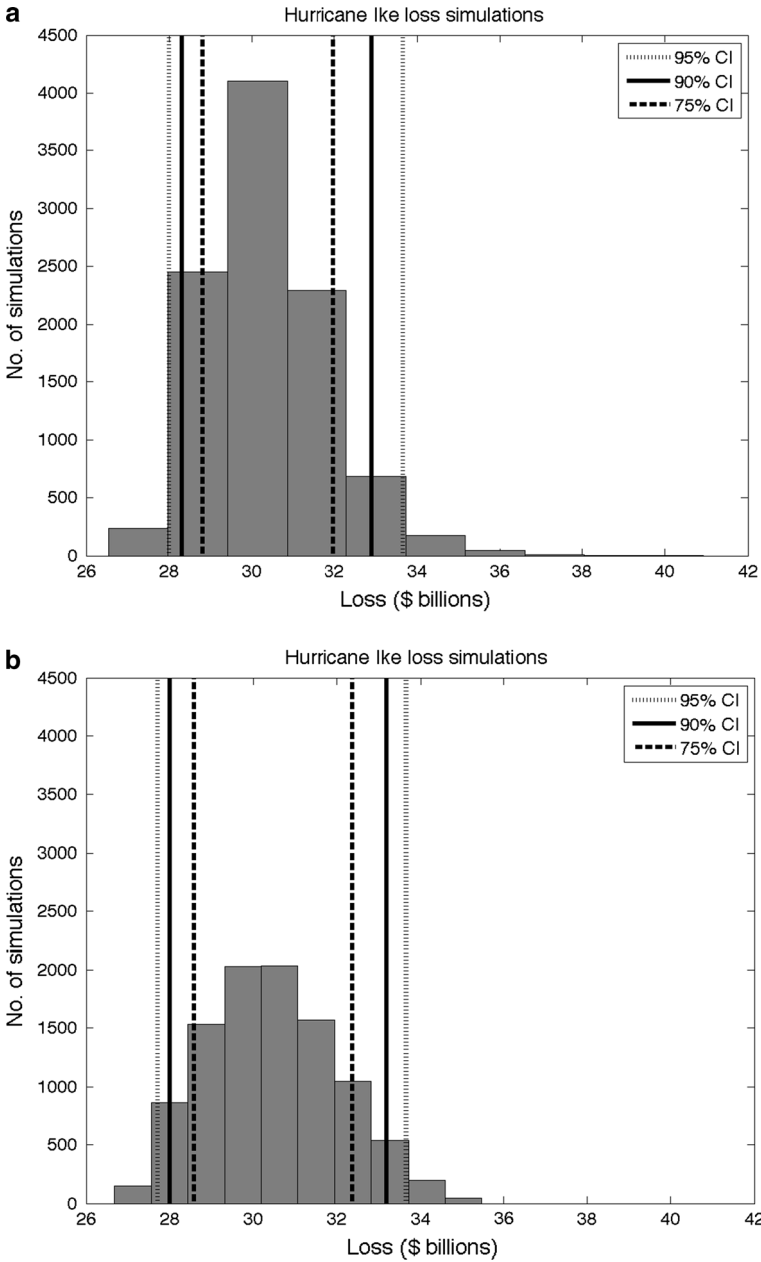 a
Hurricane Ike loss simulations
4500
4000
3500
3000
2500
2000
1500
1000
500
0
No. of simulations
95% CI
90% CI
75% CI
26 28 30 32 34 36 38 40 42
Loss ($ billions)
b
Hurricane Ike loss simulations
4500
4000
3500
3000
2500
2000
1500
1000
500
0
No. of simulations
95% CI
90% CI
75% CI
26 28 30 32 34 36 38 40 42
Loss ($ billions)